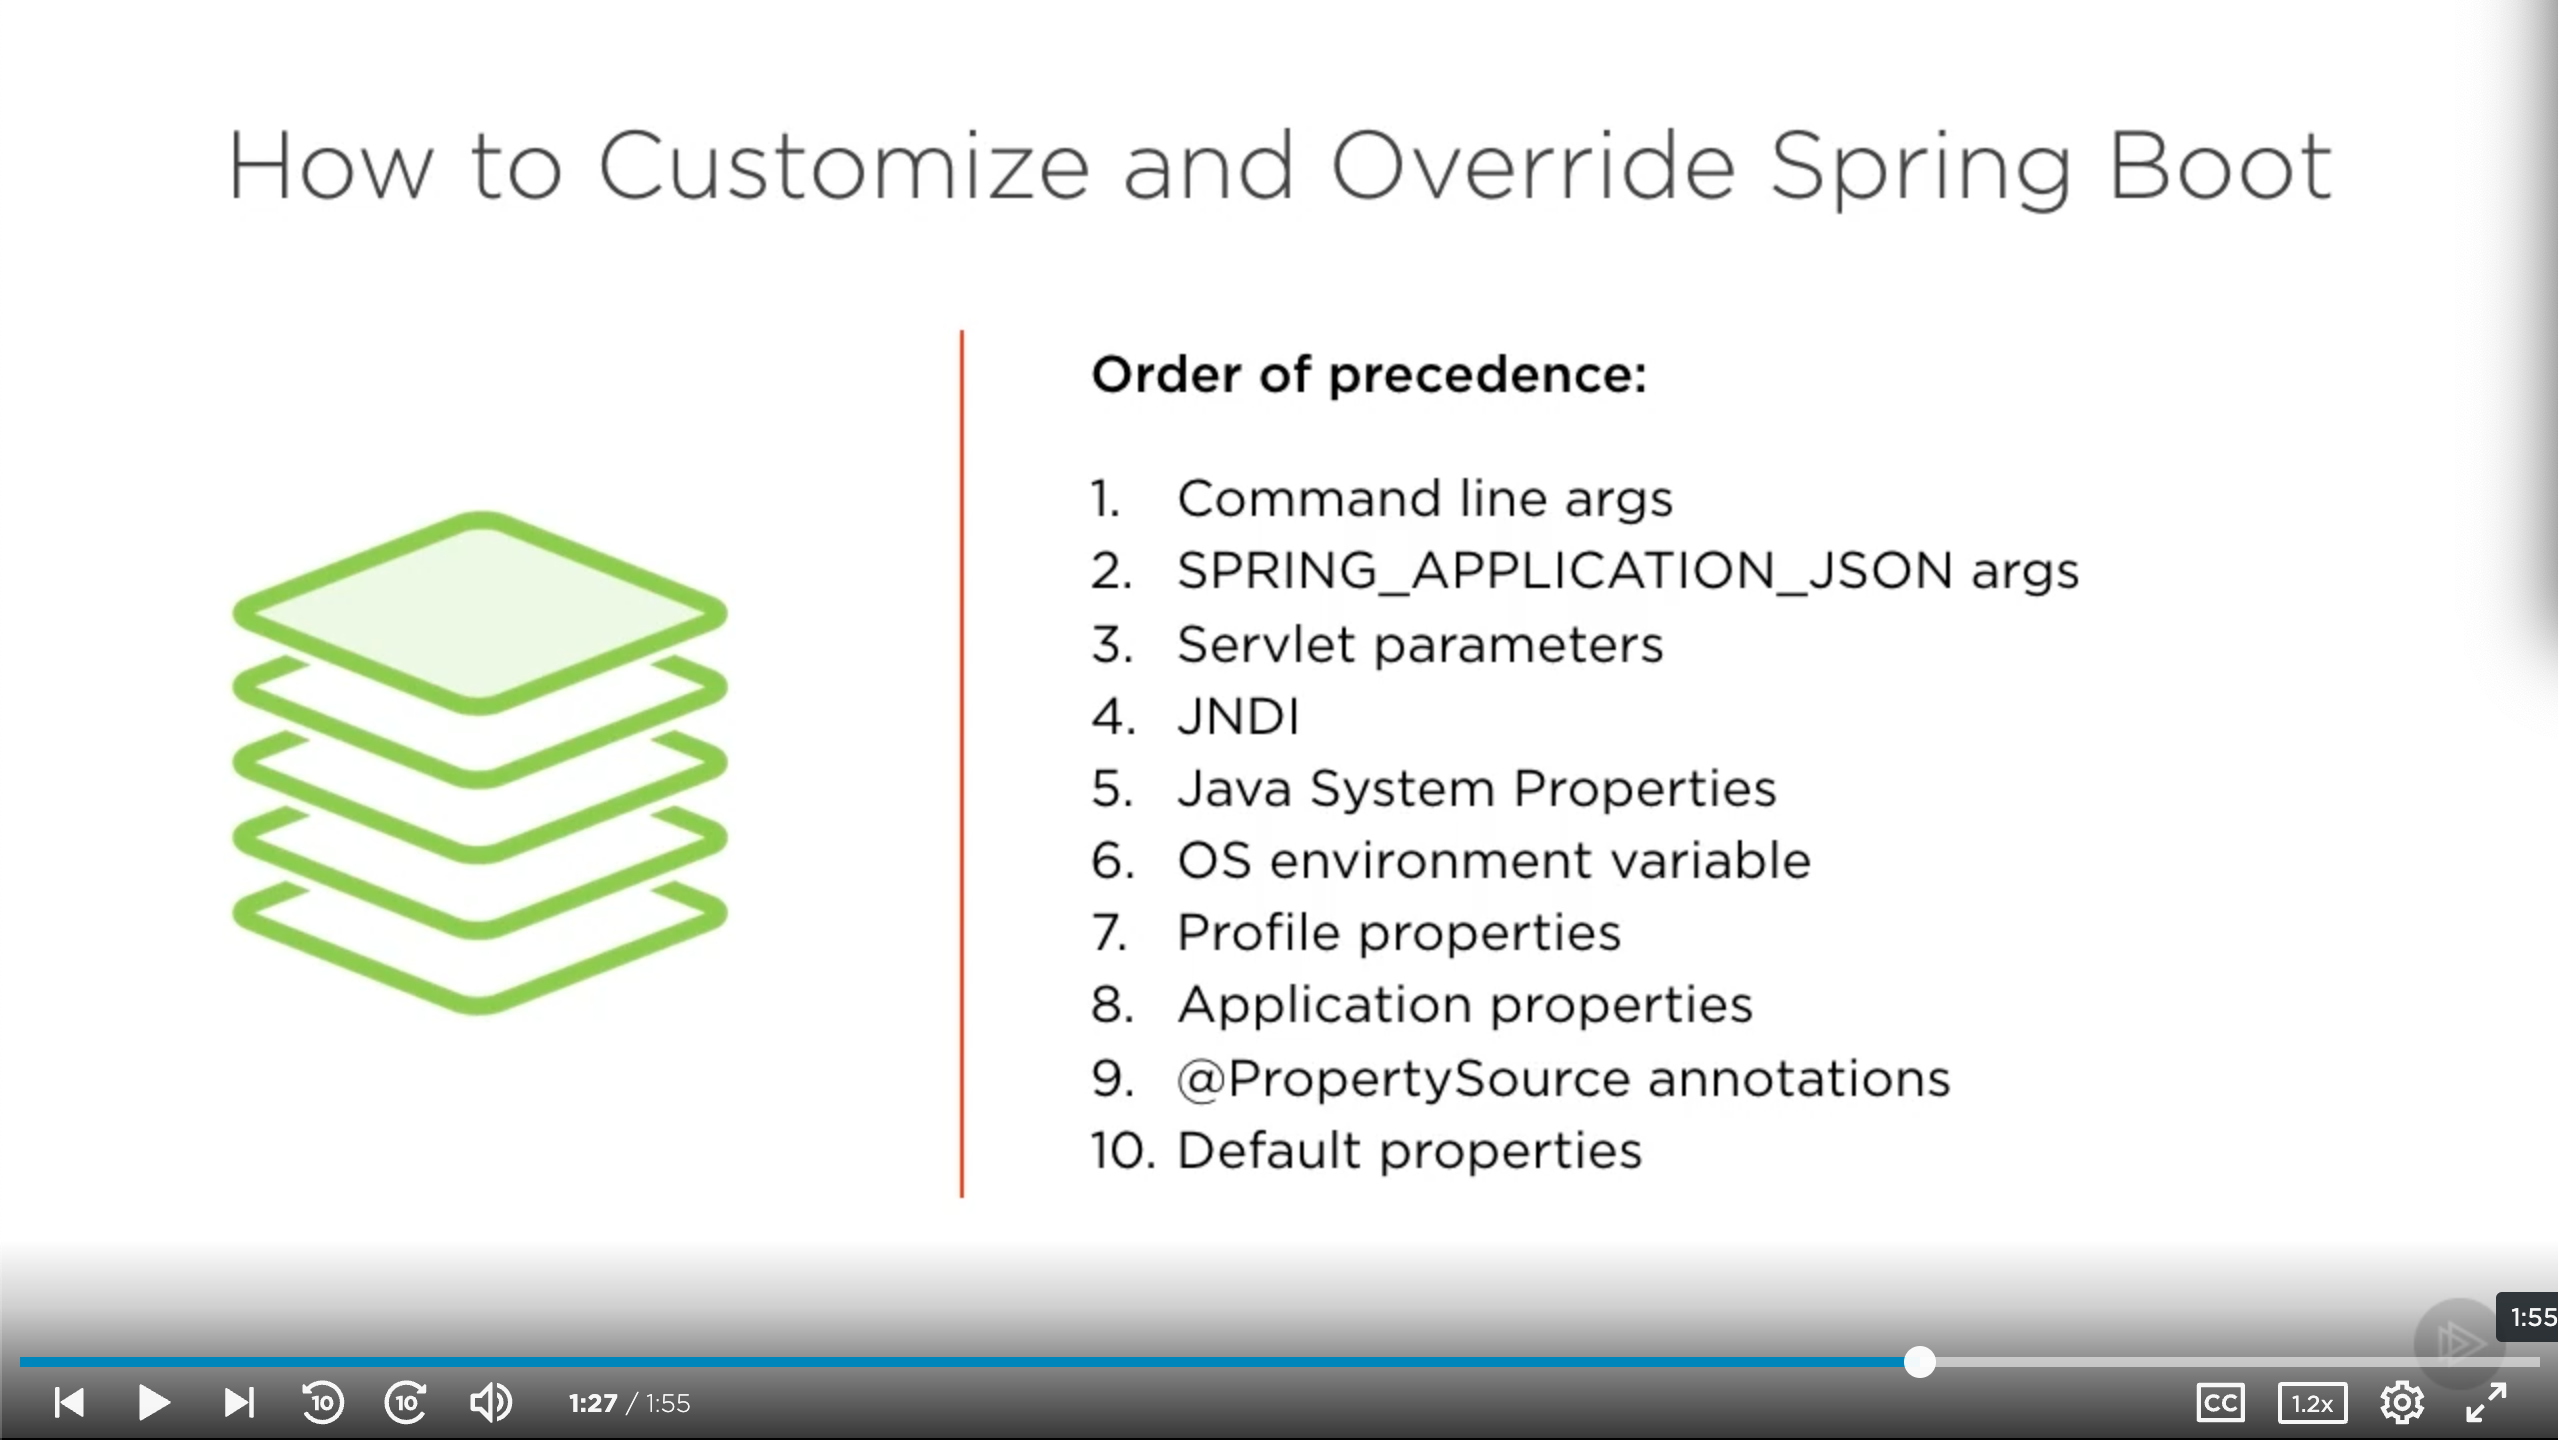 How to Customize and Override Spring Boot
Order of precedence:
1. Command line args
2. SPRING_APPLICATION_JSON args
3. Servlet parameters
4. JNDI
5. Java System Properties
6. OS environment variable
7. Profile properties
8. Application properties
9. @PropertySource annotations
10. Default properties
1:55
10
10
1:27 / 1:55
CC
1.2x